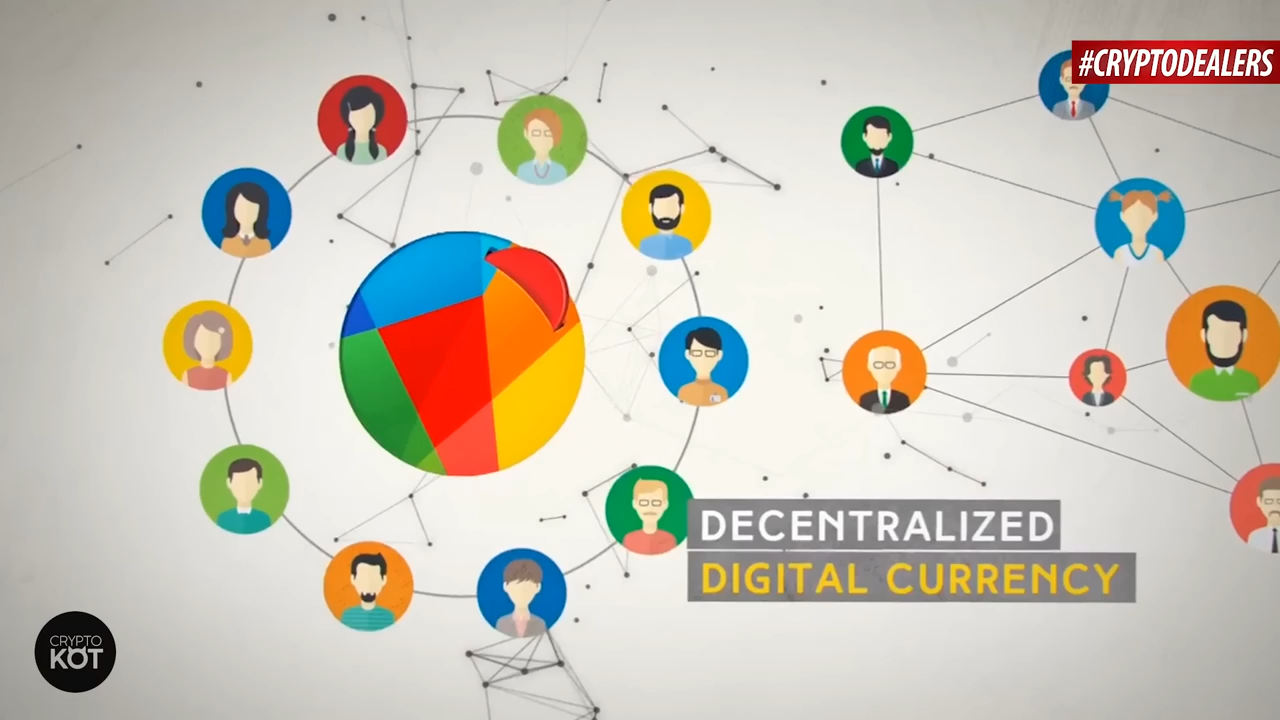 #CRYPTODEALERS
DECENTRALIZED
DIGITAL CURRENCY
CRYPTO
KOT